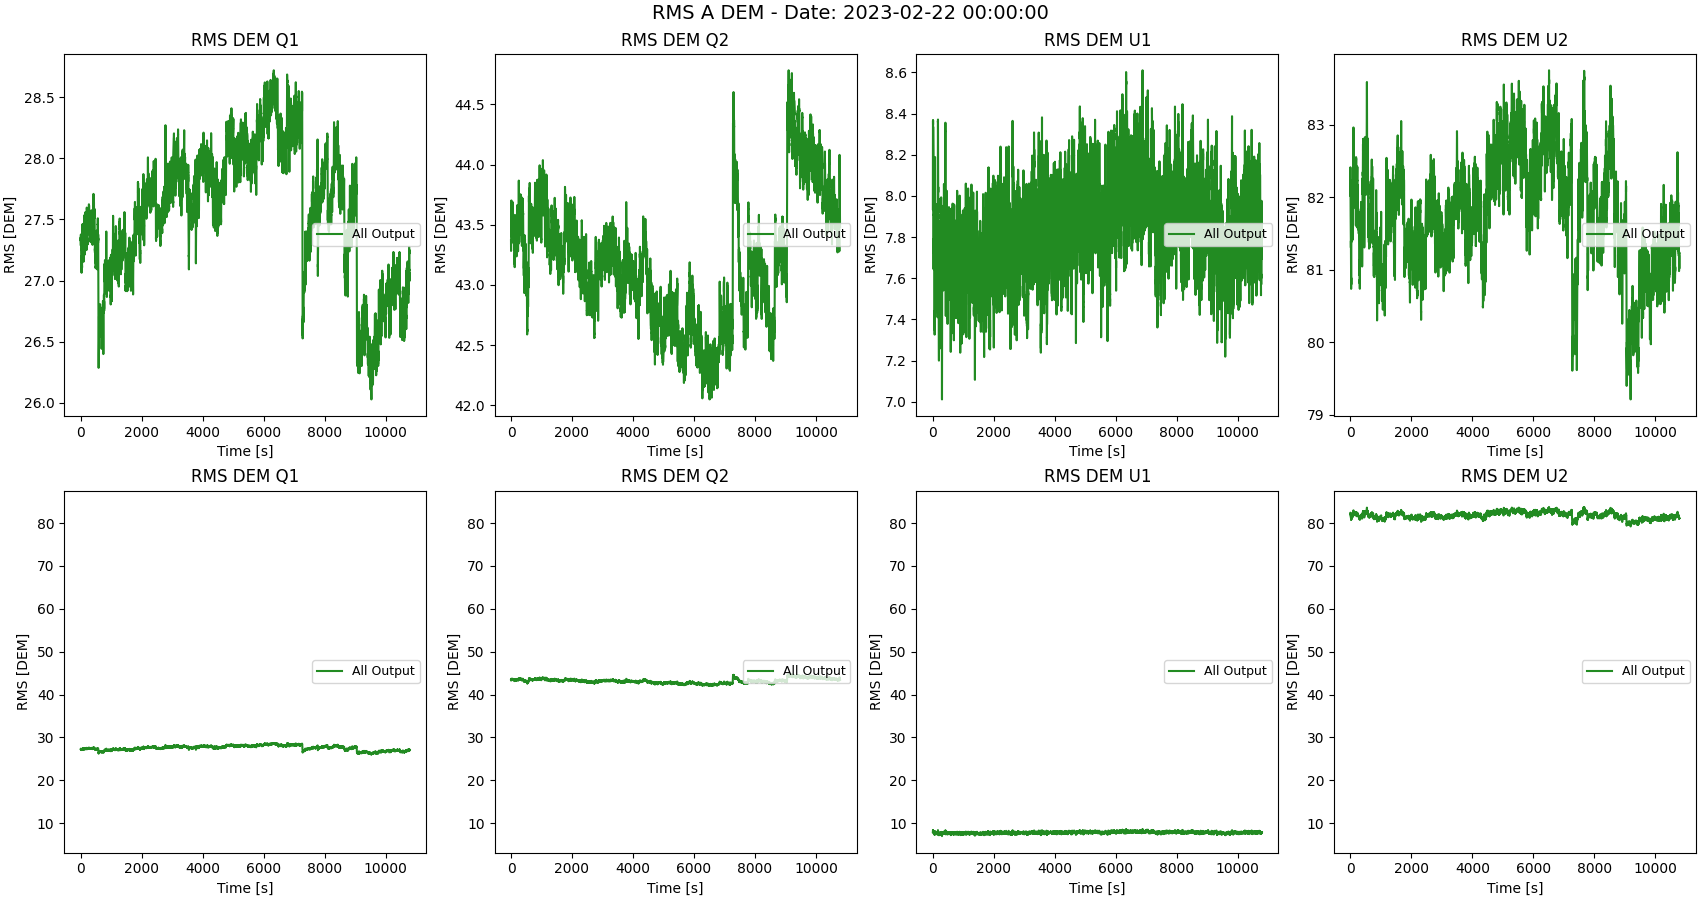 RMS A DEM - Date: 2023-02-22 00:00:00
RMS DEM Q1
RMS [DEM]
28.5
28.0
27.5
27.0
26.5
26.0
0 2000 4000 6000 8000 10000
Time [s]
All Output
RMS DEM Q2
RMS [DEM]
44.5
44.0
43.5
43.0
42.5
42.0
0 2000 4000 6000 8000 10000
Time [s]
All Output
RMS DEM U1
RMS [DEM]
8.6
8.4
8.2
8.0
7.8
7.6
7.4
7.2
7.0
0 2000 4000 6000 8000 10000
Time [s]
All Output
RMS DEM U2
RMS [DEM]
83
82
81
80
79
0 2000 4000 6000 8000 10000
Time [s]
All Output
RMS DEM Q1
RMS [DEM]
80
70
60
50
40
30
20
10
0 2000 4000 6000 8000 10000
Time [s]
All Output
RMS DEM Q2
RMS [DEM]
80
70
60
50
40
30
20
10
0 2000 4000 6000 8000 10000
Time [s]
All Output
RMS DEM U1
RMS [DEM]
80
70
60
50
40
30
20
10
0 2000 4000 6000 8000 10000
Time [s]
All Output
RMS DEM U2
RMS [DEM]
80
70
60
50
40
30
20
10
0 2000 4000 6000 8000 10000
Time [s]
All Output